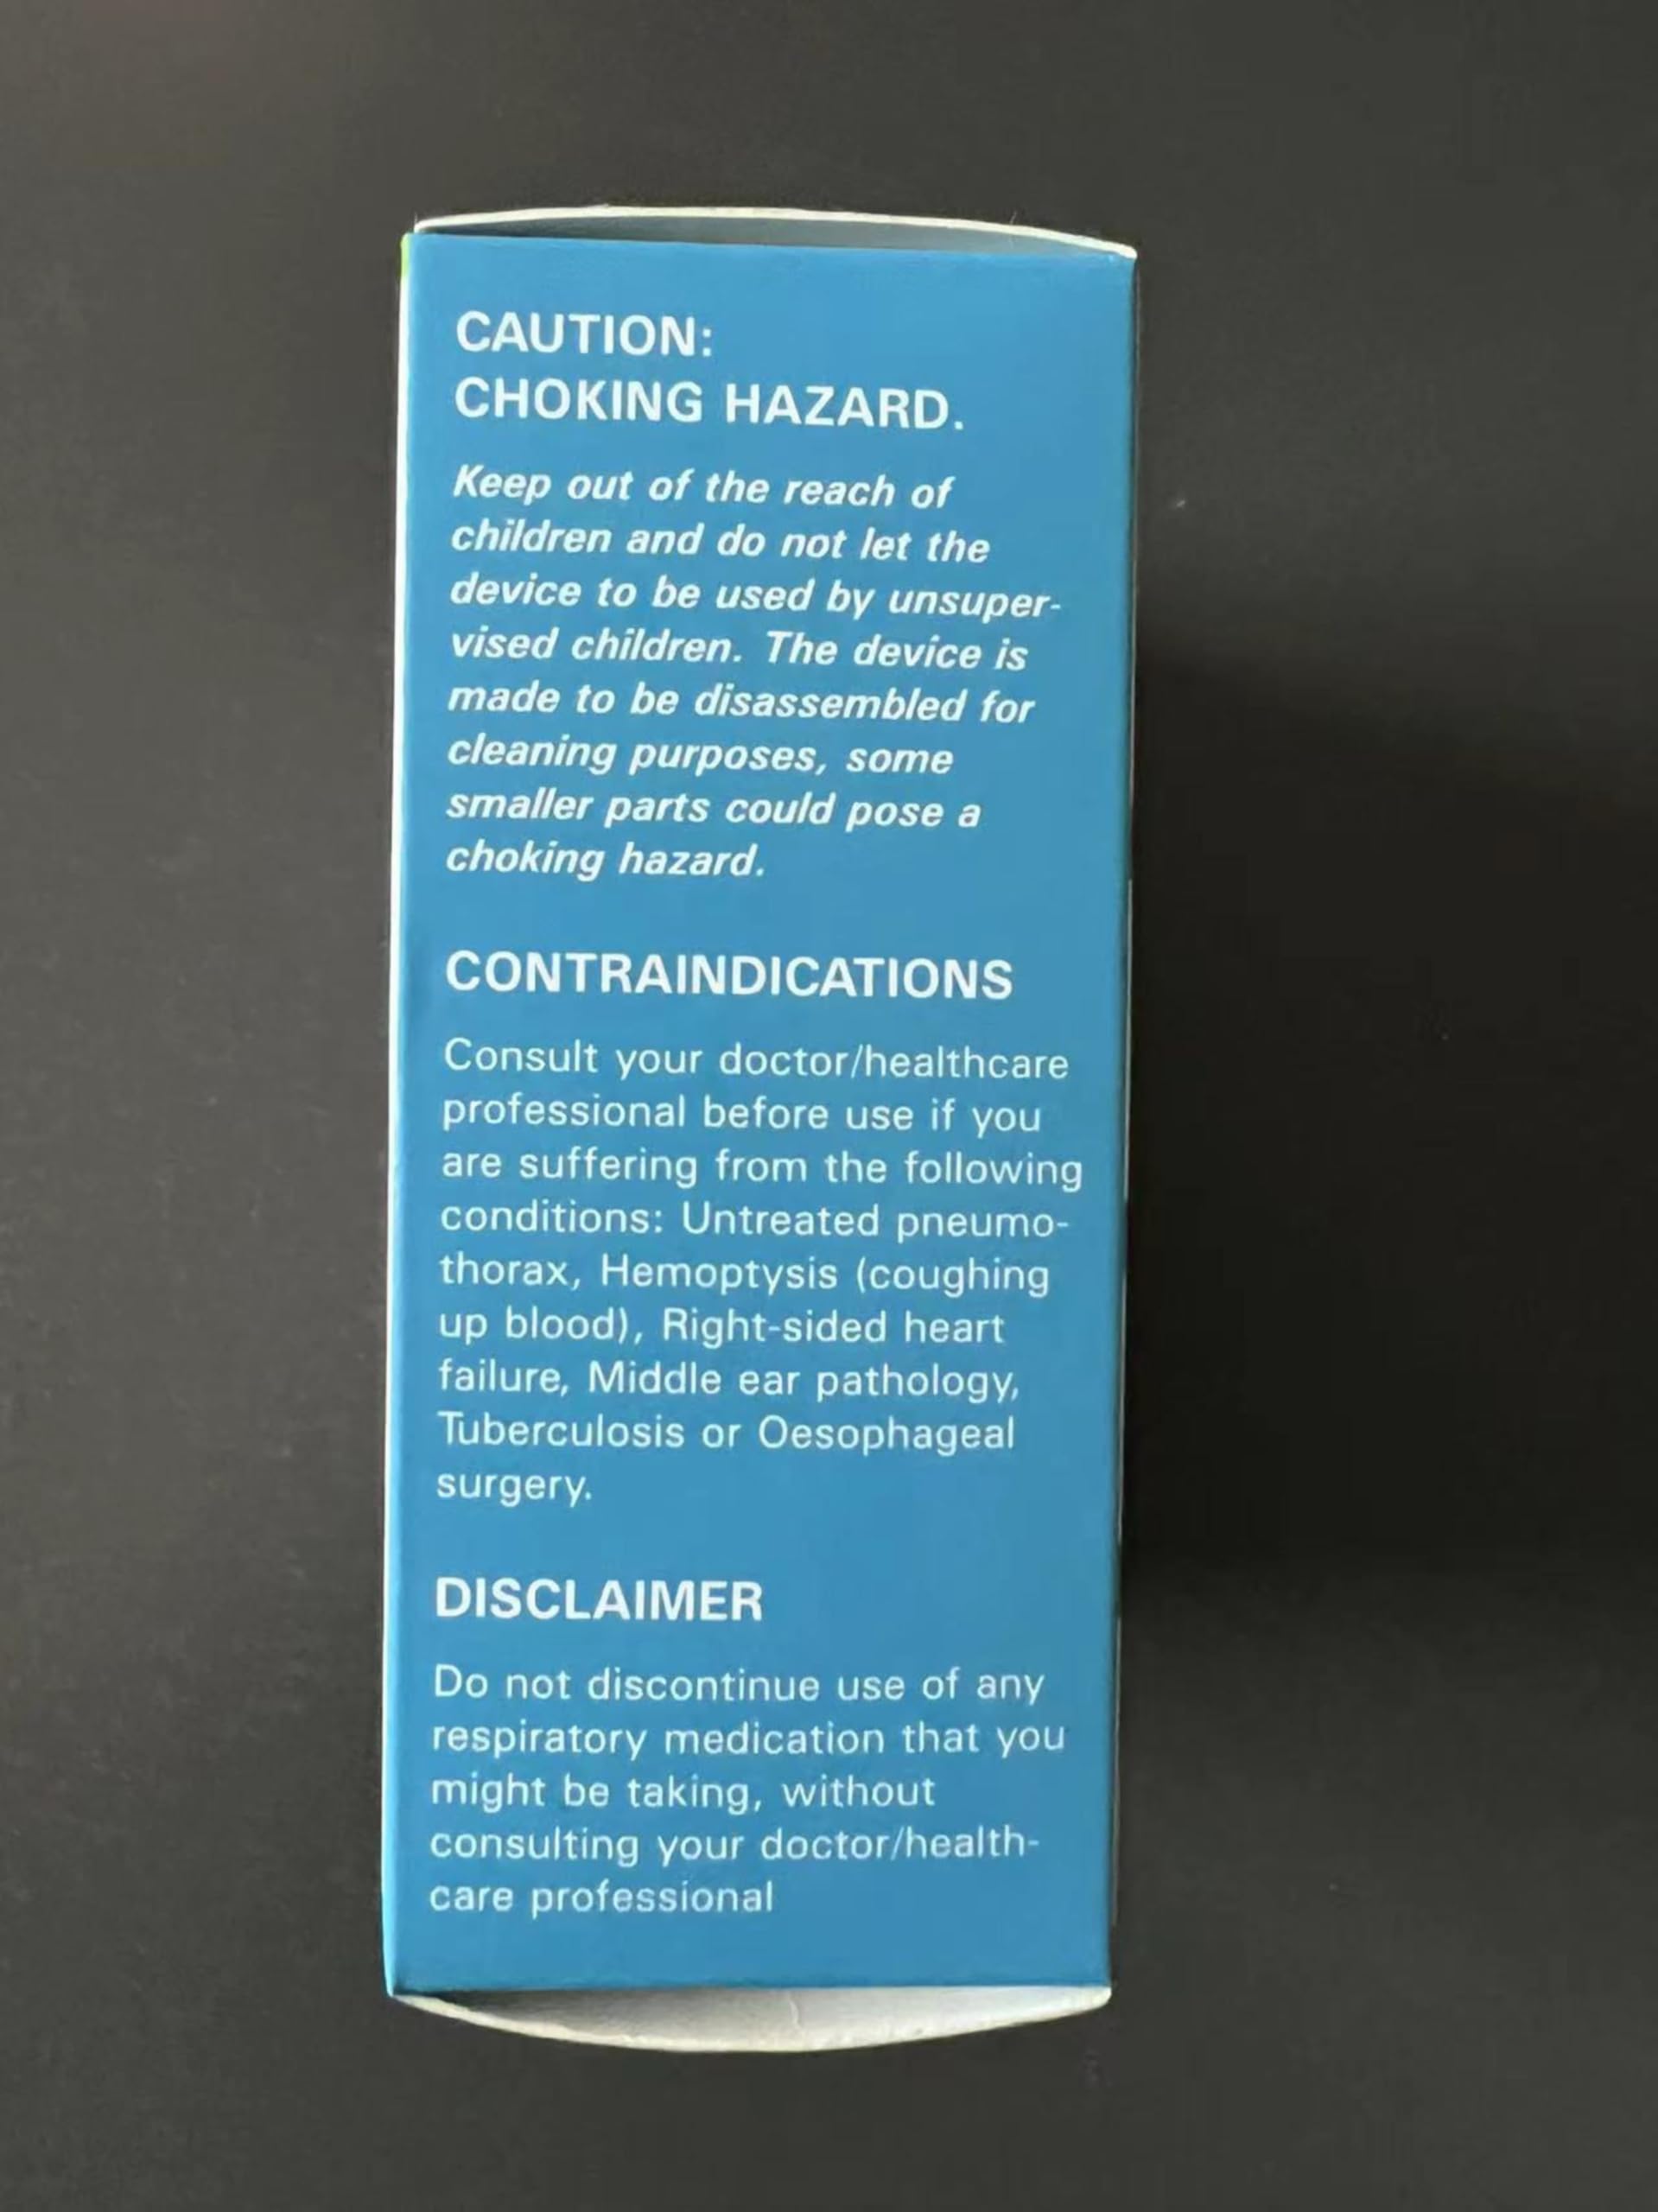 CAUTION:
CHOKING HAZARD.
Keep out of the reach of
children and do not let the
device to be used by unsuper-
vised children. The device is
made to be disassembled for
cleaning purposes, some
smaller parts could pose a
choking hazard.
CONTRAINDICATIONS
Consult your doctor/healthcare
professional before use if you
are suffering from the following
conditions: Untreated pneumo-
thorax, Hemoptysis (coughing
up blood), Right-sided heart
failure, Middle ear pathology,
Tuberculosis or Oesophageal
surgery.
DISCLAIMER
Do not discontinue use of any
respiratory medication that you
might be taking, without
consulting your doctor/health-
care professional